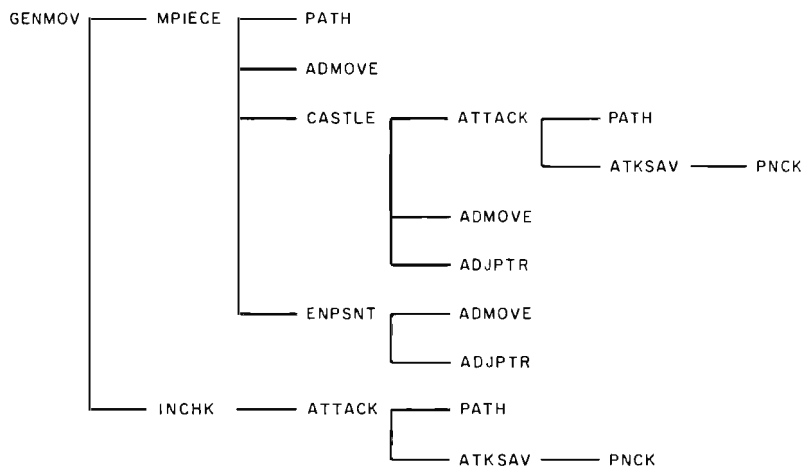 GENMOV MPIECE PATH
ADMOVE
CASTLE ATTACK PATH
ATKSAV PNCK
ADMOVE
ADJPTR
ENPSNT ADMOVE
ADJPTR
INCHK ATTACK PATH
ATKSAV PNCK